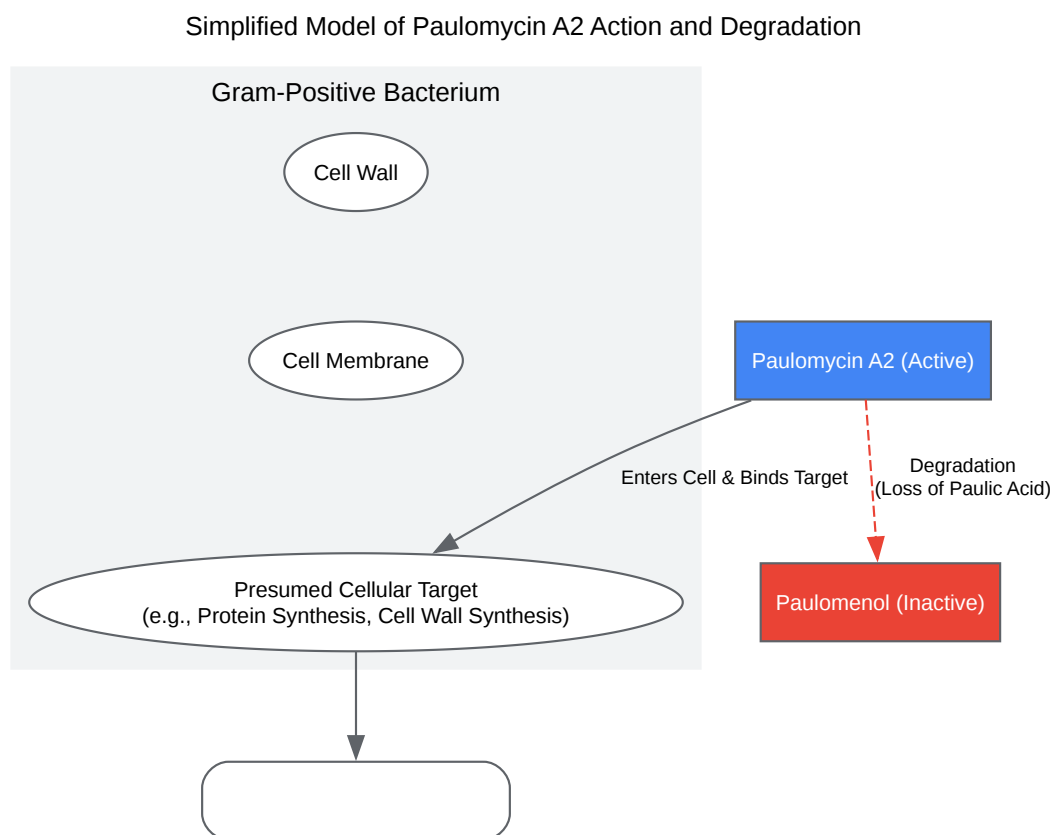 Simplified Model of Paulomycin A2 Action and Degradation
Gram-Positive Bacterium
Cell Wall
Cell Membrane
Paulomycin A2 (Active)
Enters Cell & Binds Target
Degradation
(Loss of Paulic Acid)
Presumed Cellular Target
(e.g., Protein Synthesis, Cell Wall Synthesis)
Paulomenol (Inactive)